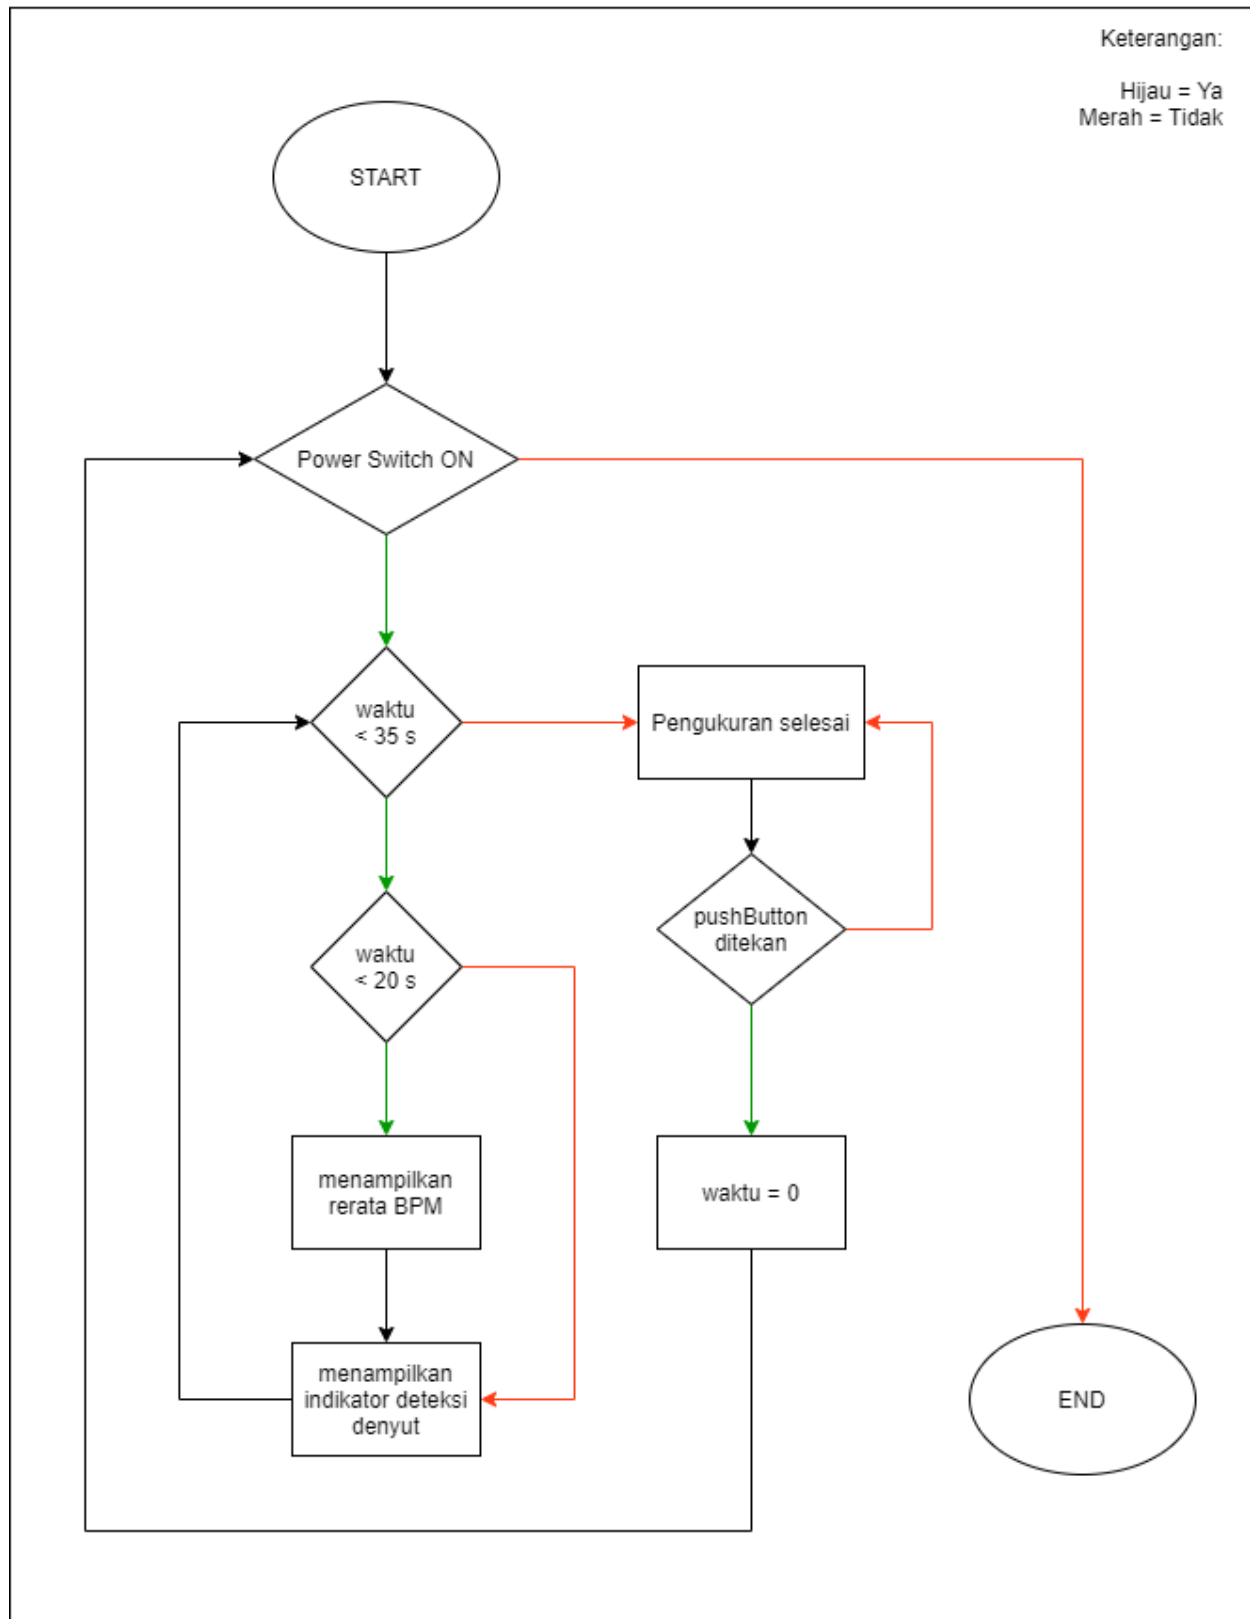 Keterangan:
Hijau = Ya
Merah = Tidak
START
Power Switch ON
waktu
< 35 s
Pengukuran selesai
pushButton
ditekan
waktu
< 20 s
menampilkan
rerata BPM
waktu = 0
menampilkan
indikator deteksi
denyut
END